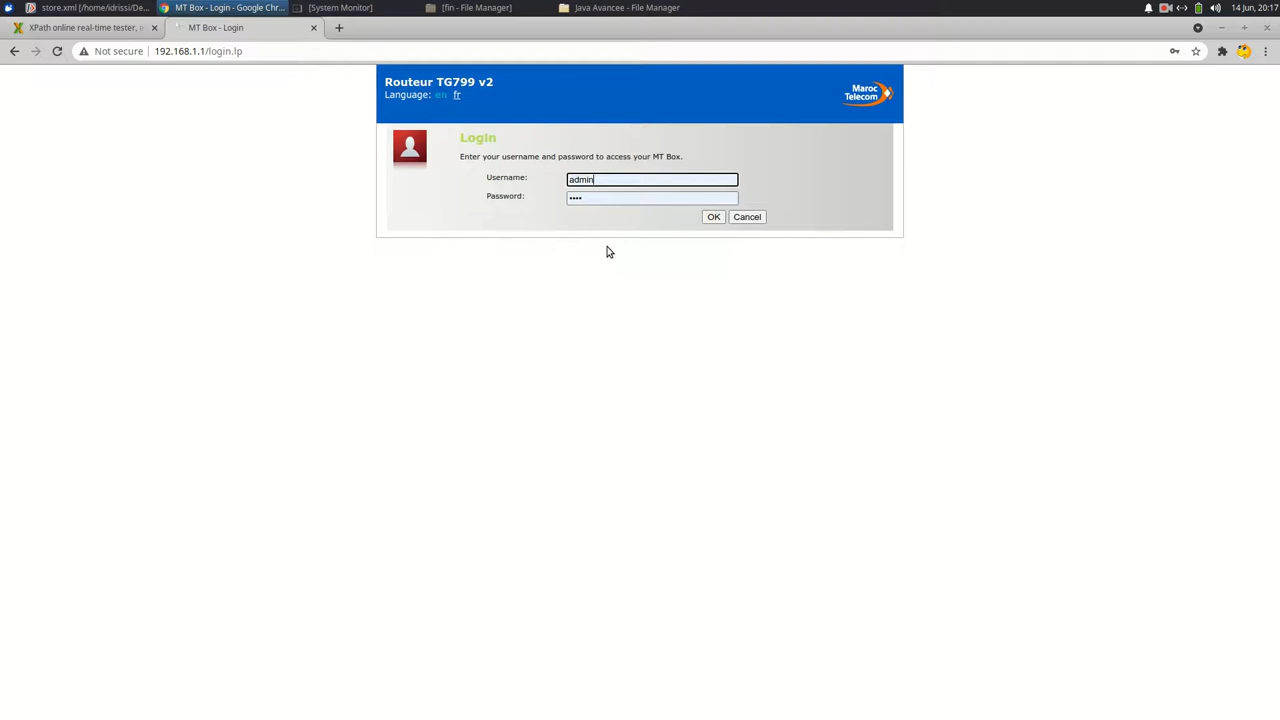 store.xml [/home/idrissi/De...
MT Box - Login - Google Chr...
[System Monitor]
[fin - File Manager]
Java Avancee - File Manager
14 Jun, 20:17
XPath online real-time tester, e
MT Box - Login
Not secure
192.168.1.1/login.lp
Routeur TG799 v2
Language: en fr
Maroc
Telecom
Login
Enter your username and password to access your MT Box.
Username:
admin
Password:
••••
OK
Cancel